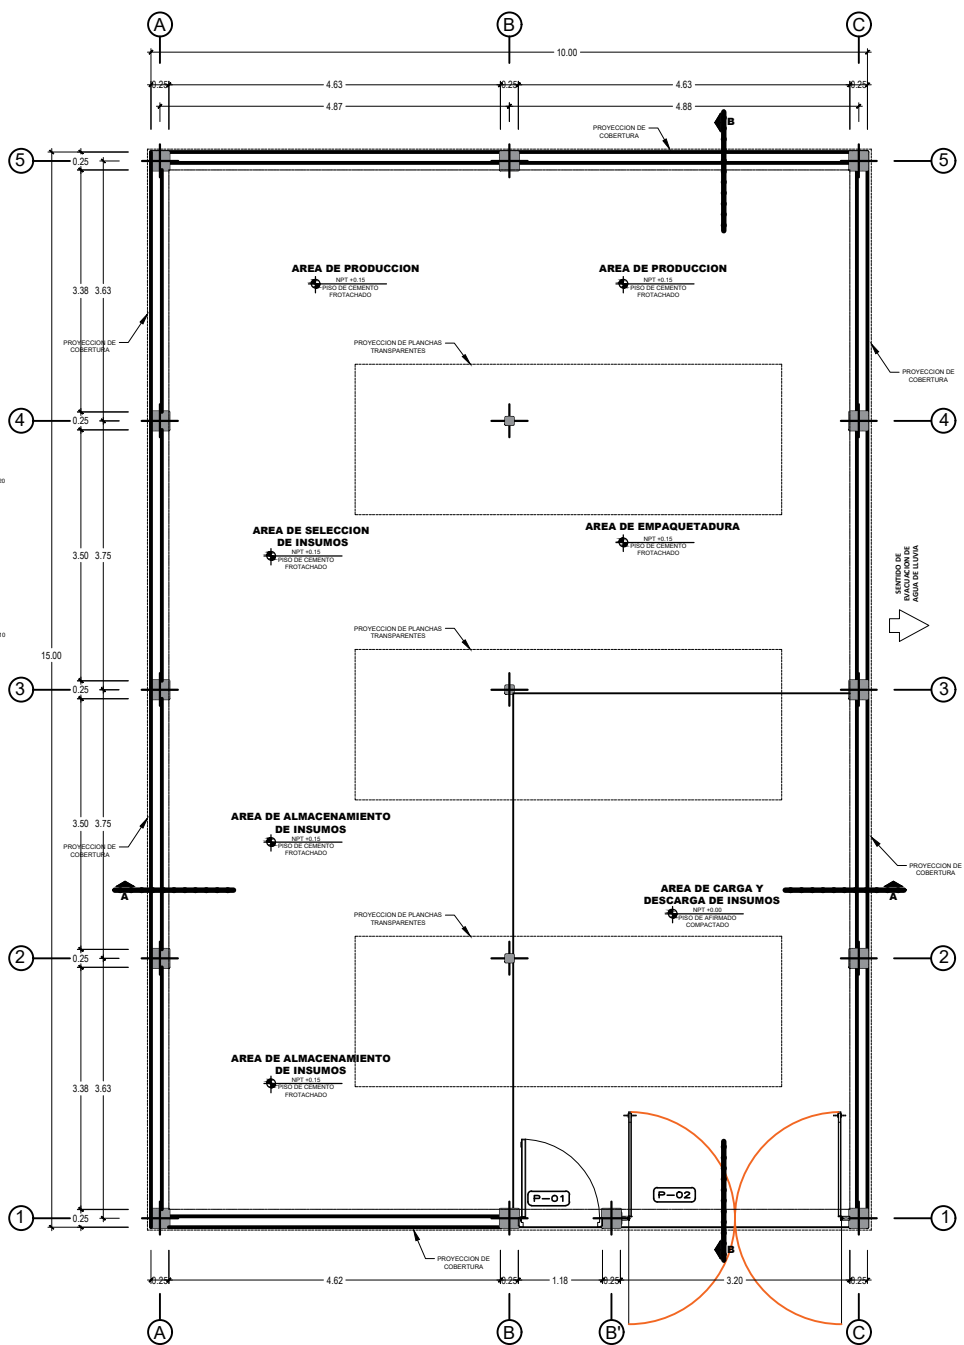 A
B
C
10.00
0.25
4.63
0.25
4.63
0.25
4.87
4.88
B
PROYECCION DE
COBERTURA
5
0.25
5
AREA DE PRODUCCION
NPT +0.15
PISO DE CEMENTO
FROTACHADO
AREA DE PRODUCCION
NPT +0.15
PISO DE CEMENTO
FROTACHADO
3.38
3.63
PROYECCION DE
COBERTURA
PROYECCION DE PLANCHAS
TRANSPARENTES
PROYECCION DE
COBERTURA
4
0.25
4
20
AREA DE SELECCION
DE INSUMOS
NPT +0.15
PISO DE CEMENTO
FROTACHADO
AREA DE EMPAQUETADURA
NPT +0.15
PISO DE CEMENTO
FROTACHADO
3.50
3.75
SENTIDO DE
EVACUACION DE
AGUA DE LLUVIA
10
PROYECCION DE PLANCHAS
TRANSPARENTES
15.00
3
0.25
3
AREA DE ALMACENAMIENTO
DE INSUMOS
NPT +0.15
PISO DE CEMENTO
FROTACHADO
3.50
3.75
PROYECCION DE
COBERTURA
PROYECCION DE
COBERTURA
A
AREA DE CARGA Y
DESCARGA DE INSUMOS
NPT +0.00
PISO DE AFIRMADO
COMPACTADO
A
PROYECCION DE PLANCHAS
TRANSPARENTES
2
0.25
2
AREA DE ALMACENAMIENTO
DE INSUMOS
NPT +0.15
PISO DE CEMENTO
FROTACHADO
3.38
3.63
P-01
P-02
1
0.25
1
B
PROYECCION DE
COBERTURA
0.25
4.62
0.25
1.18
0.25
3.20
0.25
A
B
B'
C